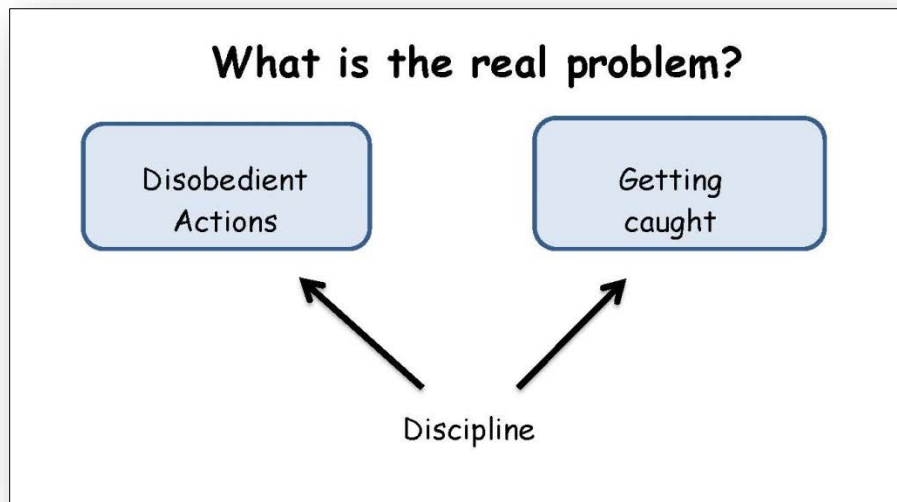 What is the real problem?
Disobedient
Actions
Getting
caught
Discipline